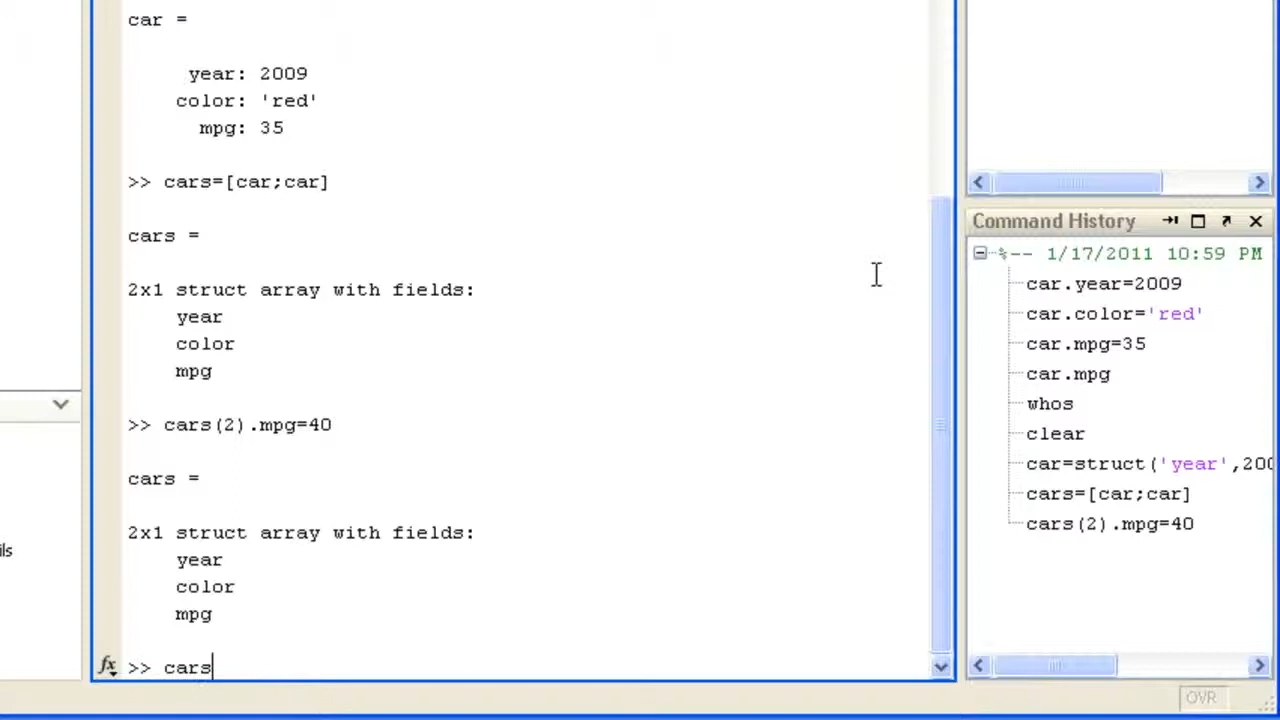 car =
year: 2009
color: 'red'
mpg: 35
>> cars=[car;car]
cars =
2x1 struct array with fields:
year
color
mpg
>> cars(2).mpg=40
cars =
2x1 struct array with fields:
year
color
mpg
fx >> cars
ils
Command History
%-- 1/17/2011 10:59 PM
car.year=2009
car.color='red'
car.mpg=35
car.mpg
whos
clear
car=struct('year',200
cars=[car;car]
cars(2).mpg=40
OVR